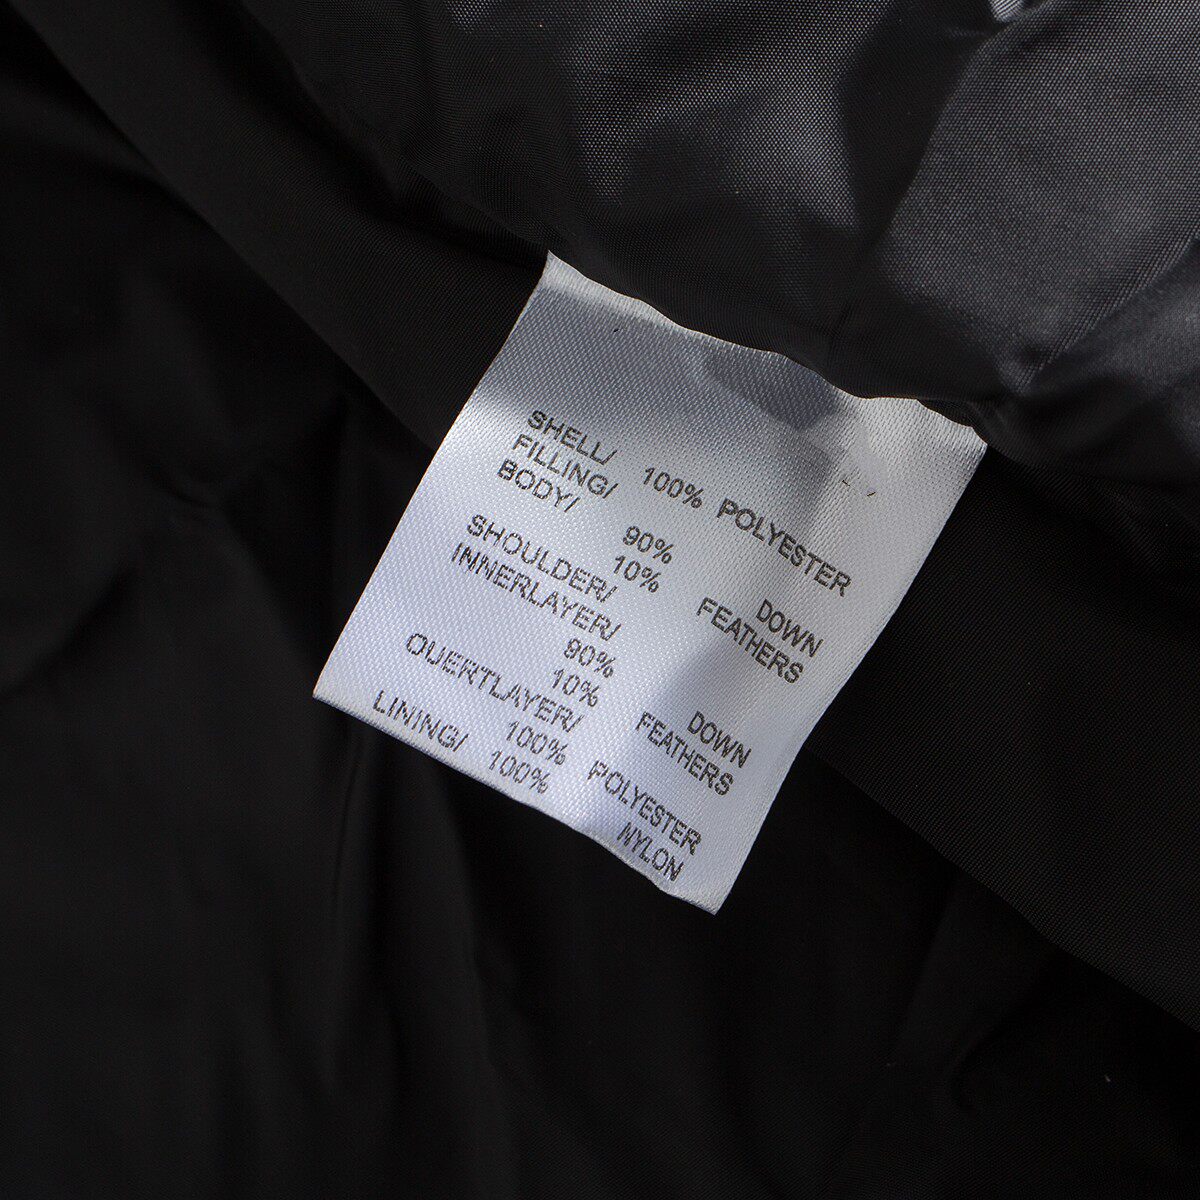 SHELL/ 100% POLYESTER
FILLING/
BODY/ 90% DOWN
10% FEATHERS
SHOULDER/
INNERLAYER/ 90% DOWN
10% FEATHERS
OUERTLAYER/ 100% POLYESTER
LINING/ 100% NYLON